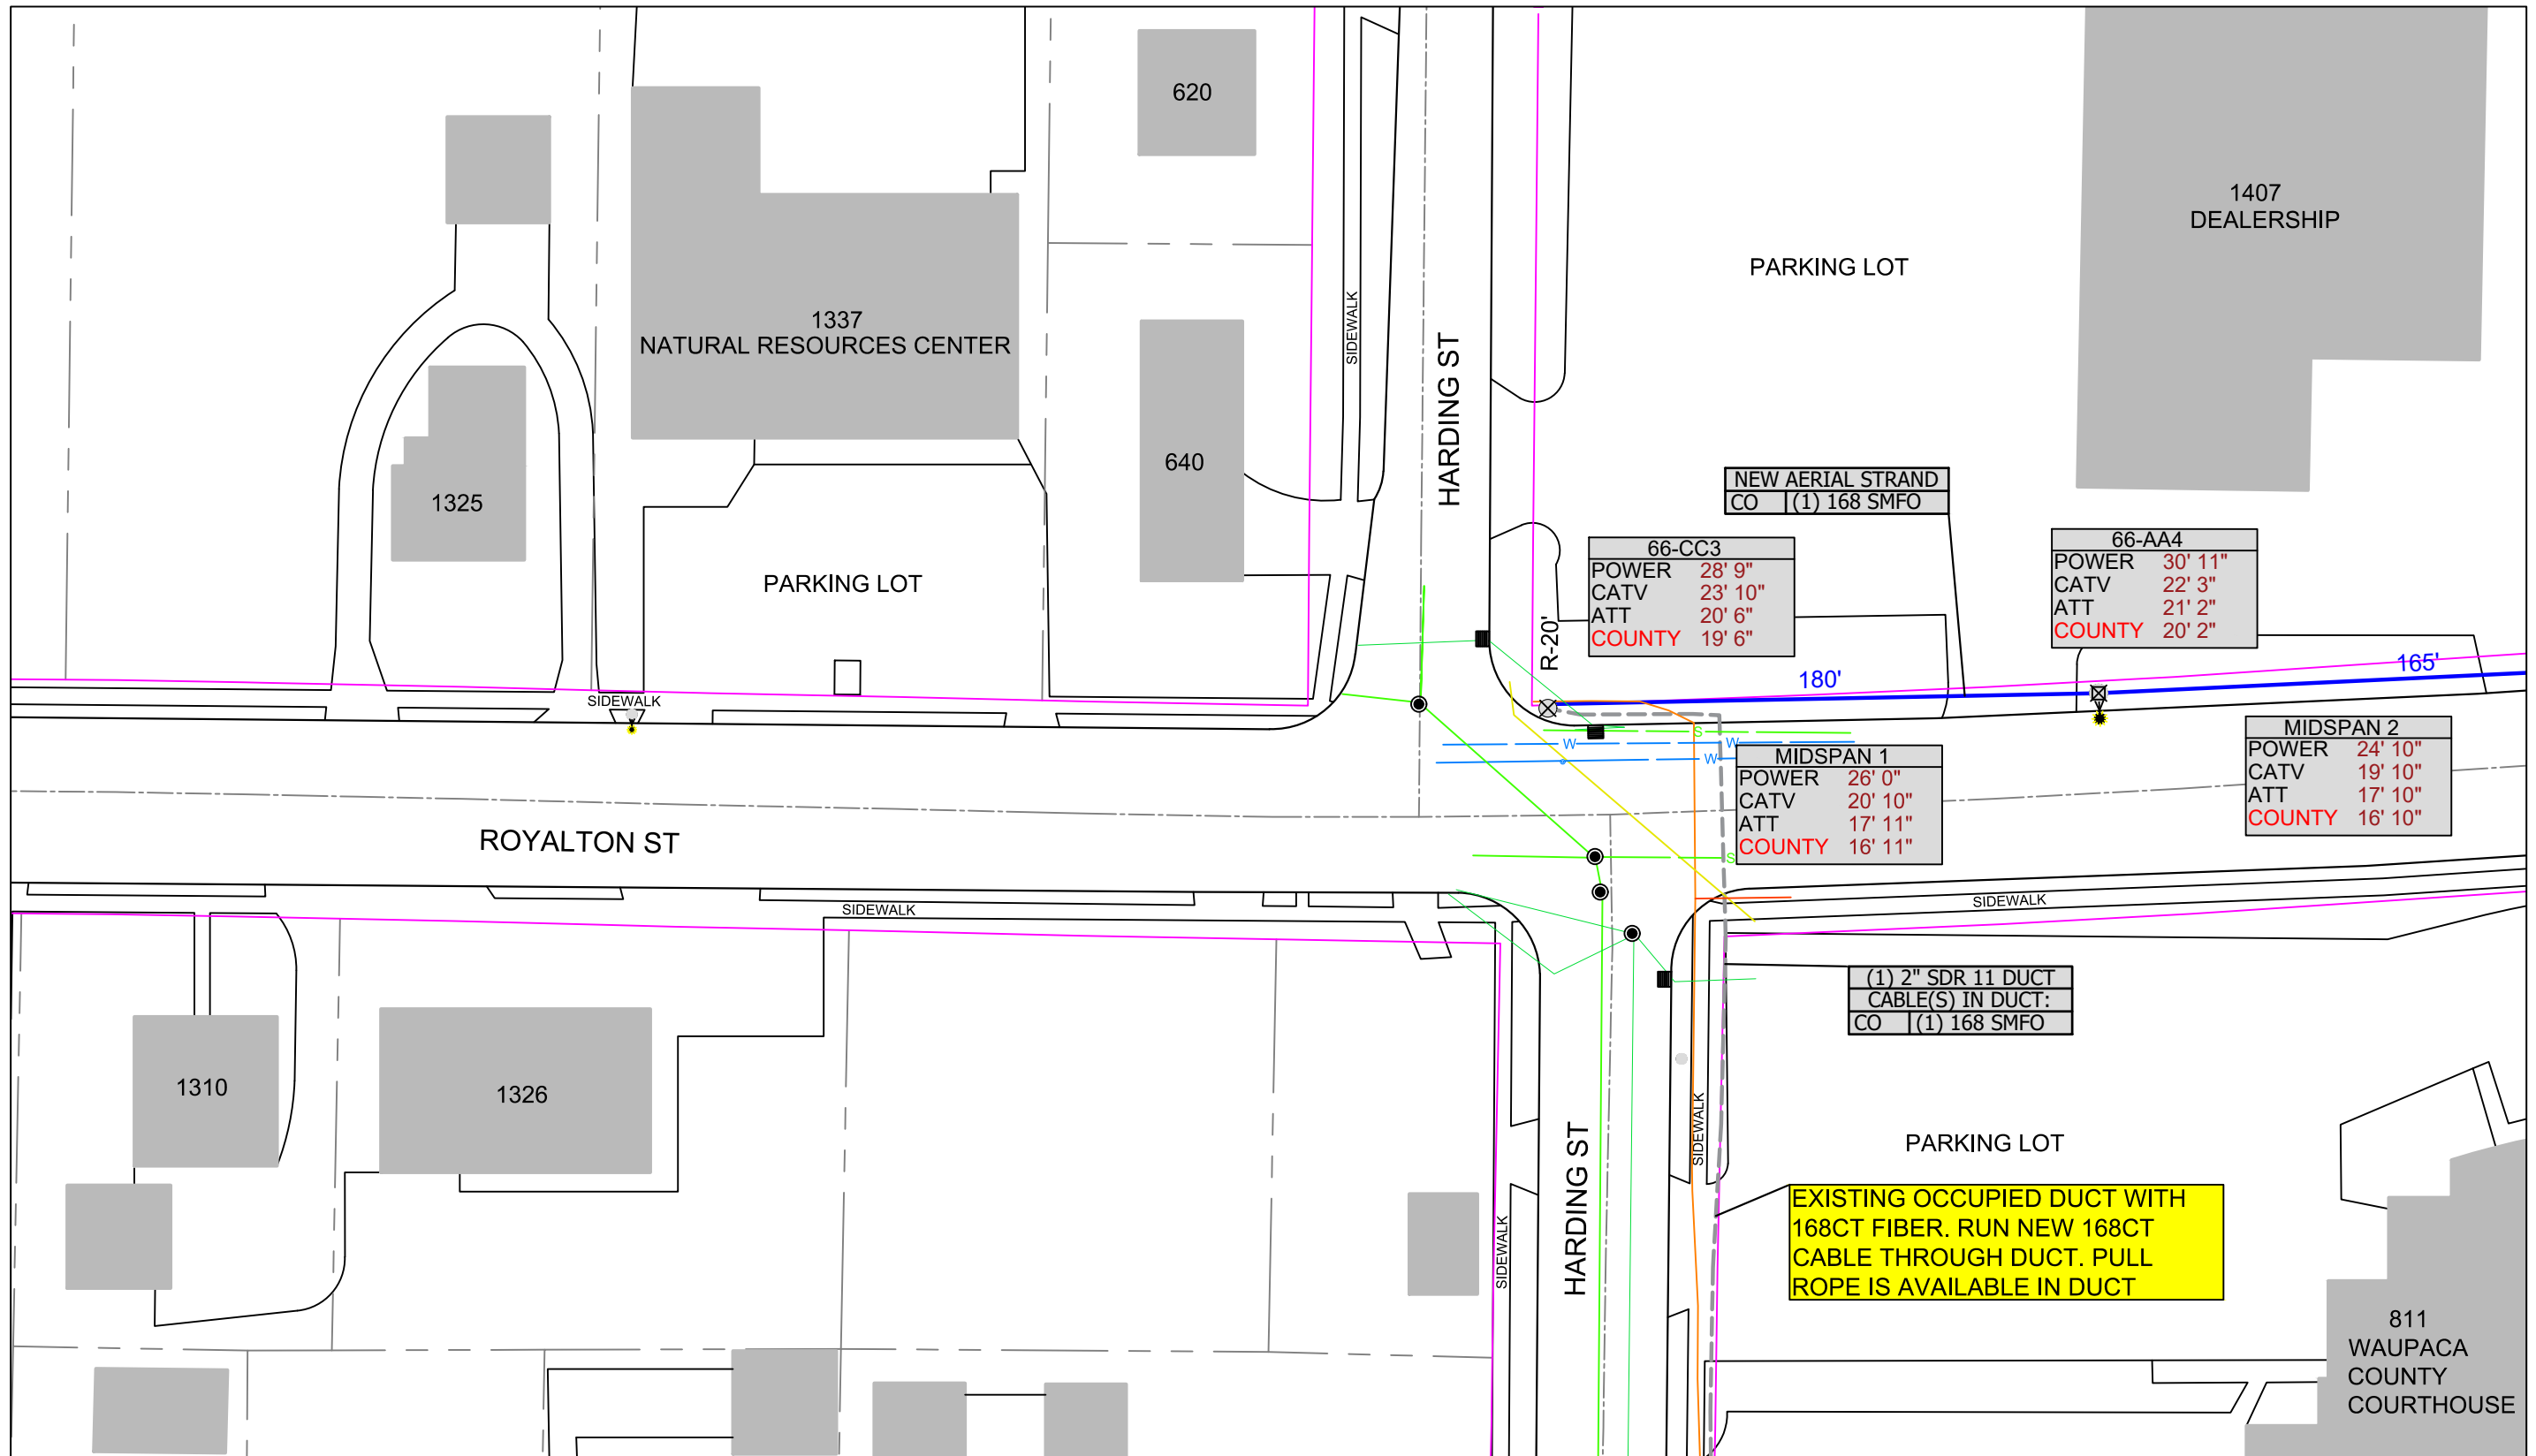 620
1407
DEALERSHIP
PARKING LOT
1337
NATURAL RESOURCES CENTER
SIDEWALK
HARDING ST
640
1325
NEW AERIAL STRAND
CO (1) 168 SMFO
66-CC3
POWER 28' 9"
CATV 23' 10"
ATT 20' 6"
COUNTY 19' 6"
66-AA4
POWER 30' 11"
CATV 22' 3"
ATT 21' 2"
COUNTY 20' 2"
PARKING LOT
R-20'
180'
165'
SIDEWALK
S
W
W
W
MIDSPAN 1
POWER 26' 0"
CATV 20' 10"
ATT 17' 11"
COUNTY 16' 11"
MIDSPAN 2
POWER 24' 10"
CATV 19' 10"
ATT 17' 10"
COUNTY 16' 10"
ROYALTON ST
S
SIDEWALK
SIDEWALK
(1) 2" SDR 11 DUCT
CABLE(S) IN DUCT:
CO (1) 168 SMFO
1310
1326
SIDEWALK
HARDING ST
SIDEWALK
PARKING LOT
EXISTING OCCUPIED DUCT WITH
168CT FIBER. RUN NEW 168CT
CABLE THROUGH DUCT. PULL
ROPE IS AVAILABLE IN DUCT
811
WAUPACA
COUNTY
COURTHOUSE